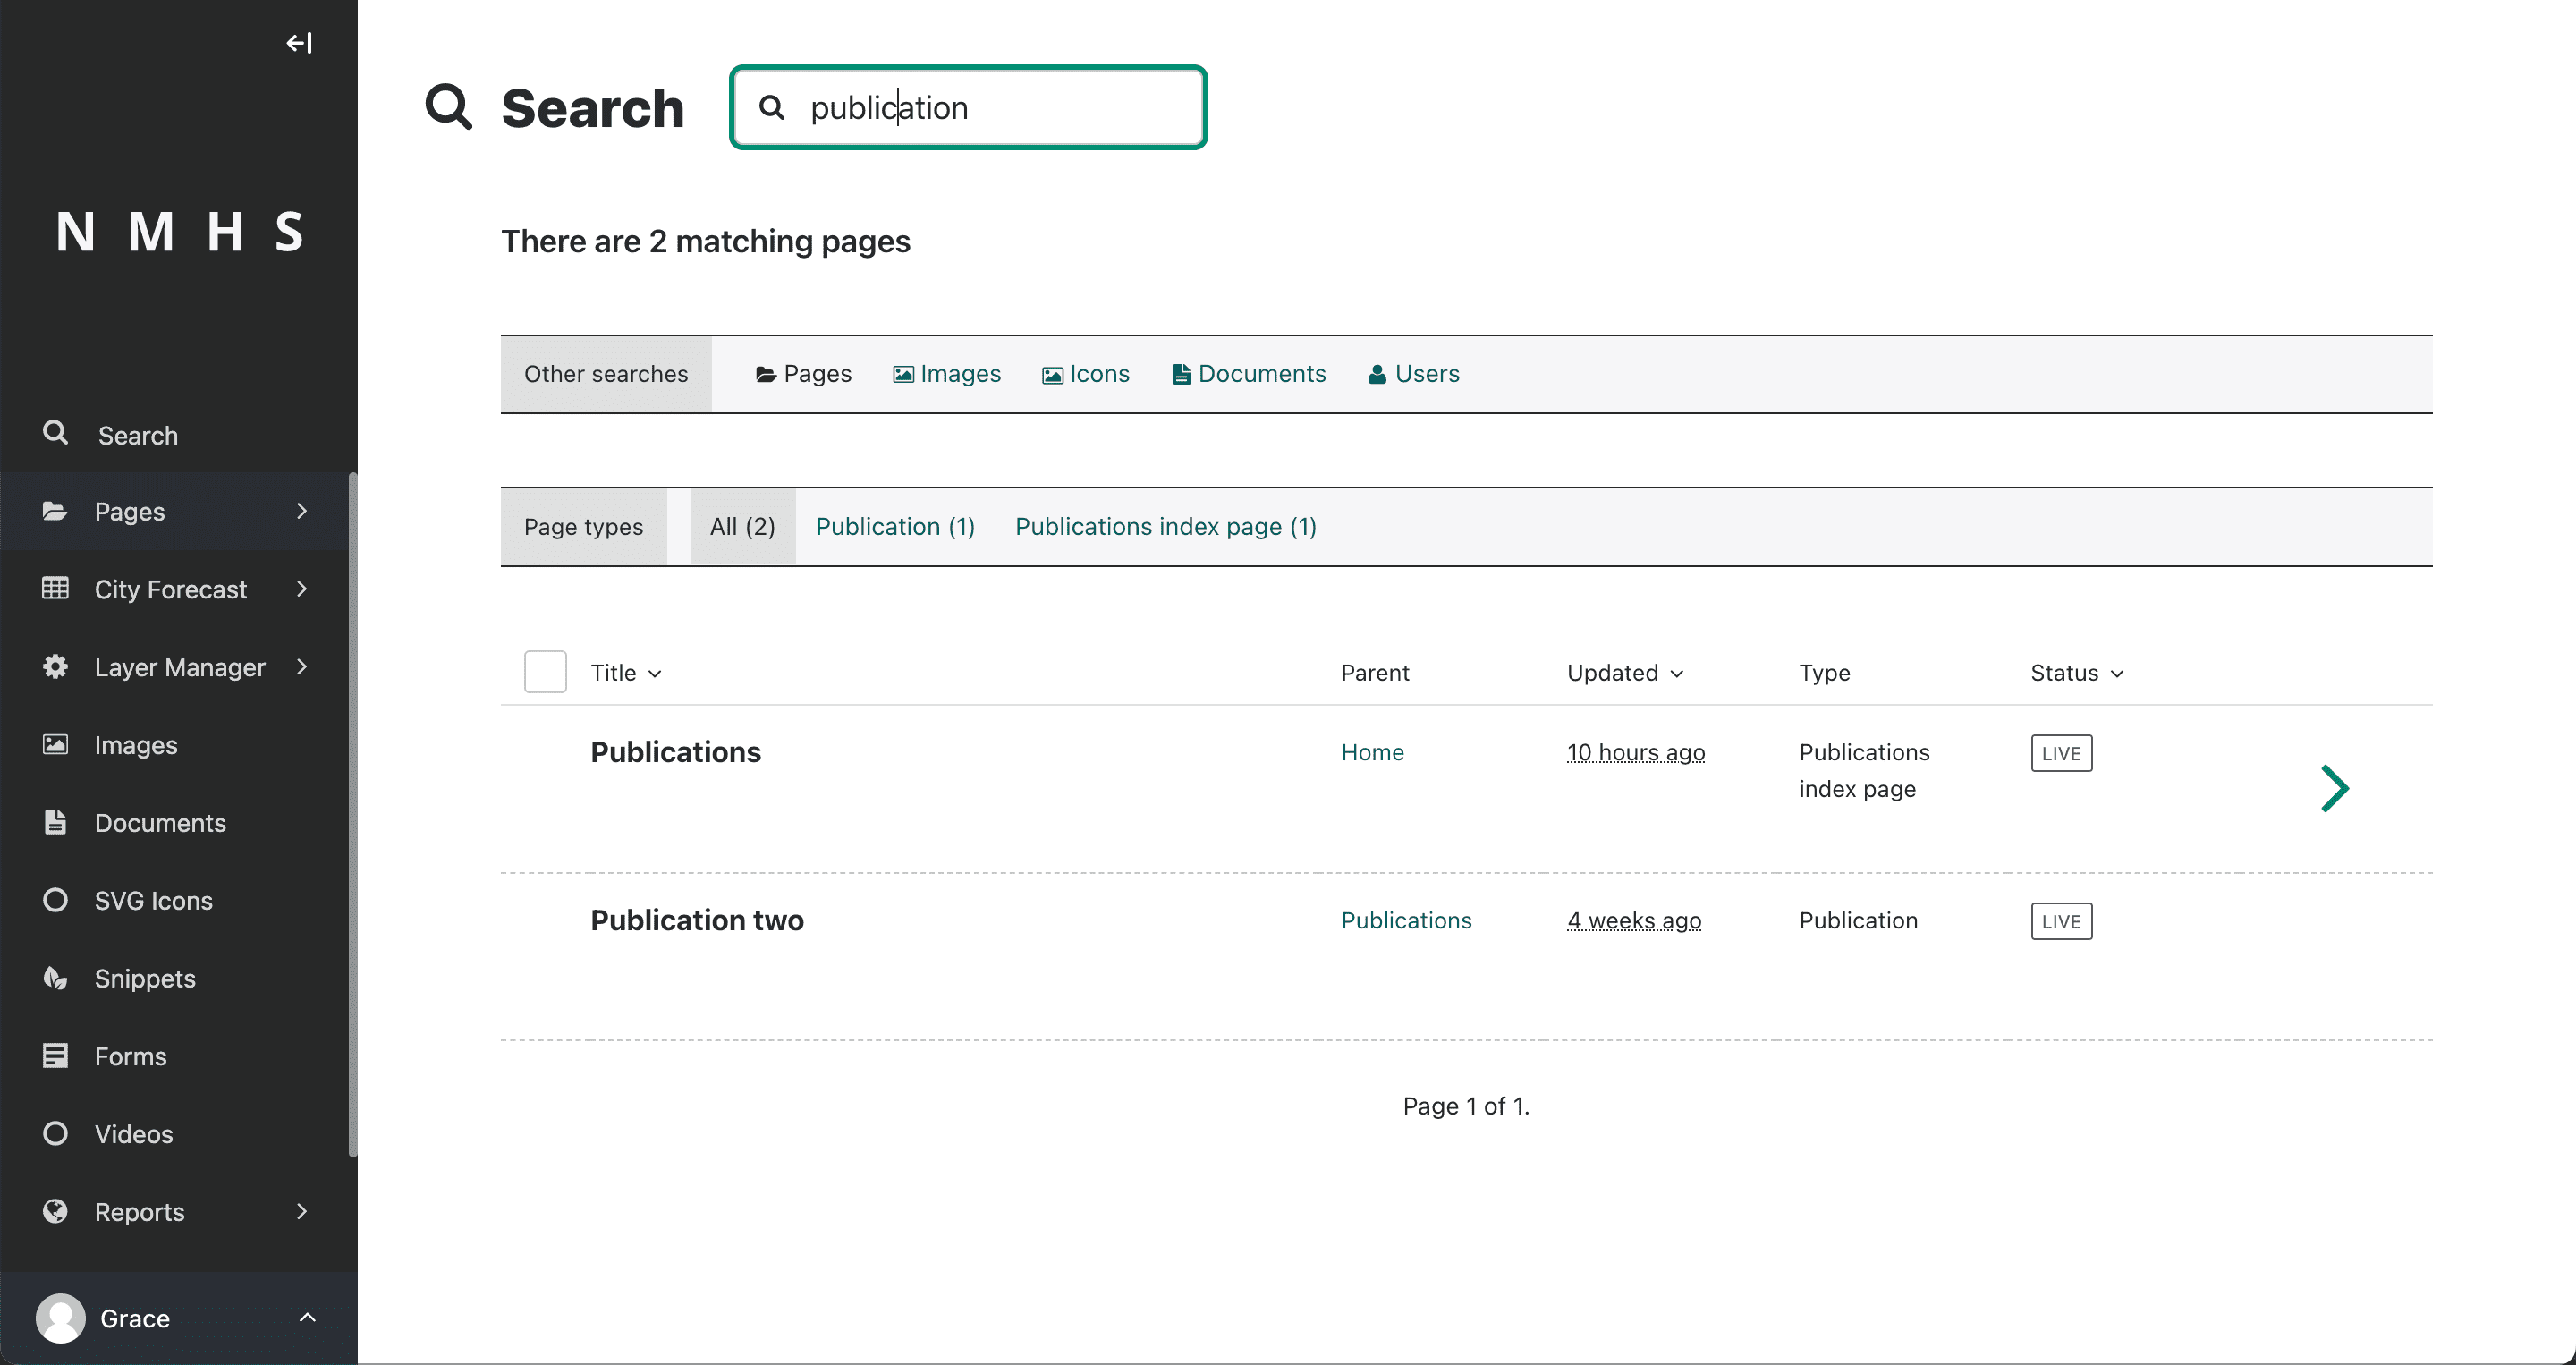 N M H S
Search
Pages
City Forecast
Layer Manager
Images
Documents
SVG Icons
Snippets
Forms
Videos
Reports
Grace
Search
publication
There are 2 matching pages
Other searches Pages Images Icons Documents Users
Page types All (2) Publication (1) Publications index page (1)
Title Parent Updated Type Status
Publications Home 10 hours ago Publications LIVE
index page
Publication two Publications 4 weeks ago Publication LIVE
Page 1 of 1.